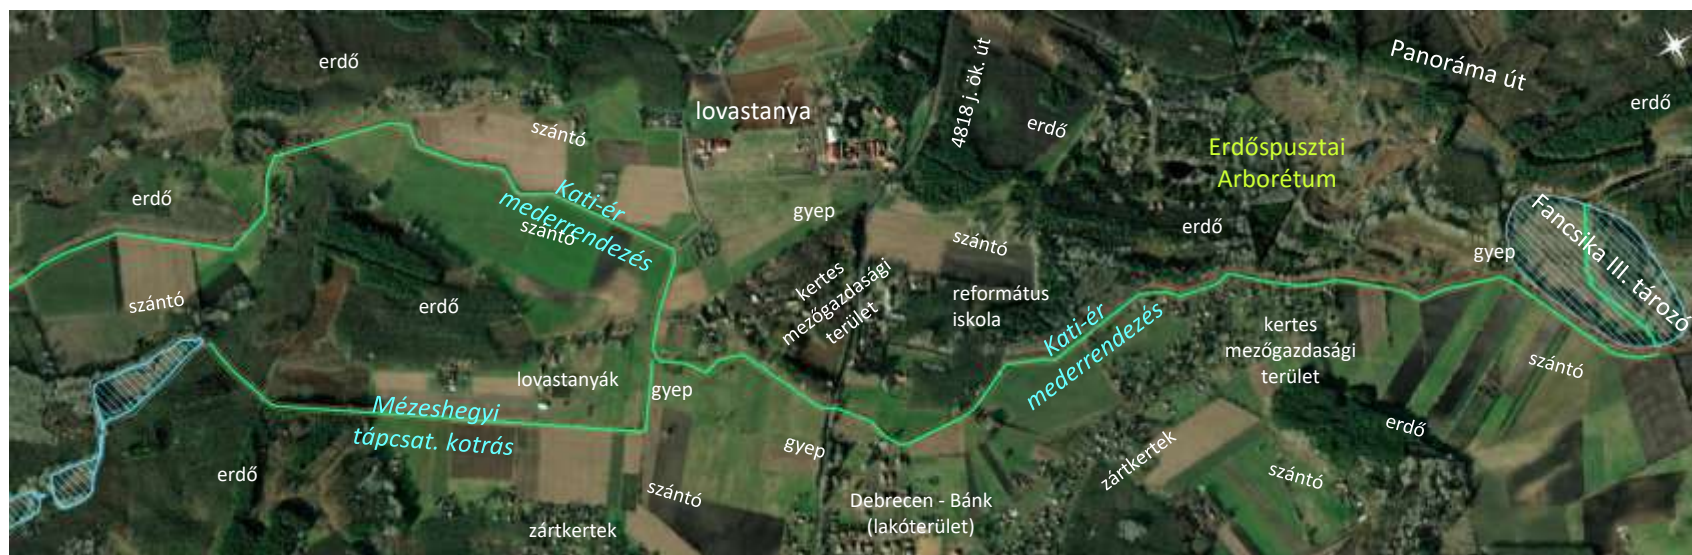 erdő
Panoráma út
4818 j. ök. út
erdő
lovastanya
szántó
erdő
Erdőspusztai
Arborétum
erdő
Kati-ér
mederrendezés
szántó
gyep
erdő
szántó
gyep
Fancsika III. tározó
szántó
erdő
kertes
mezőgazdasági
terület
református
iskola
Kati-ér
mederrendezés
kertes
mezőgazdasági
terület
szántó
lovastanyák
gyep
Mézeshegyi
tápcsat. kotrás
gyep
erdő
erdő
zártkertek
szántó
szántó
zártkertek
Debrecen - Bánk
(lakóterület)